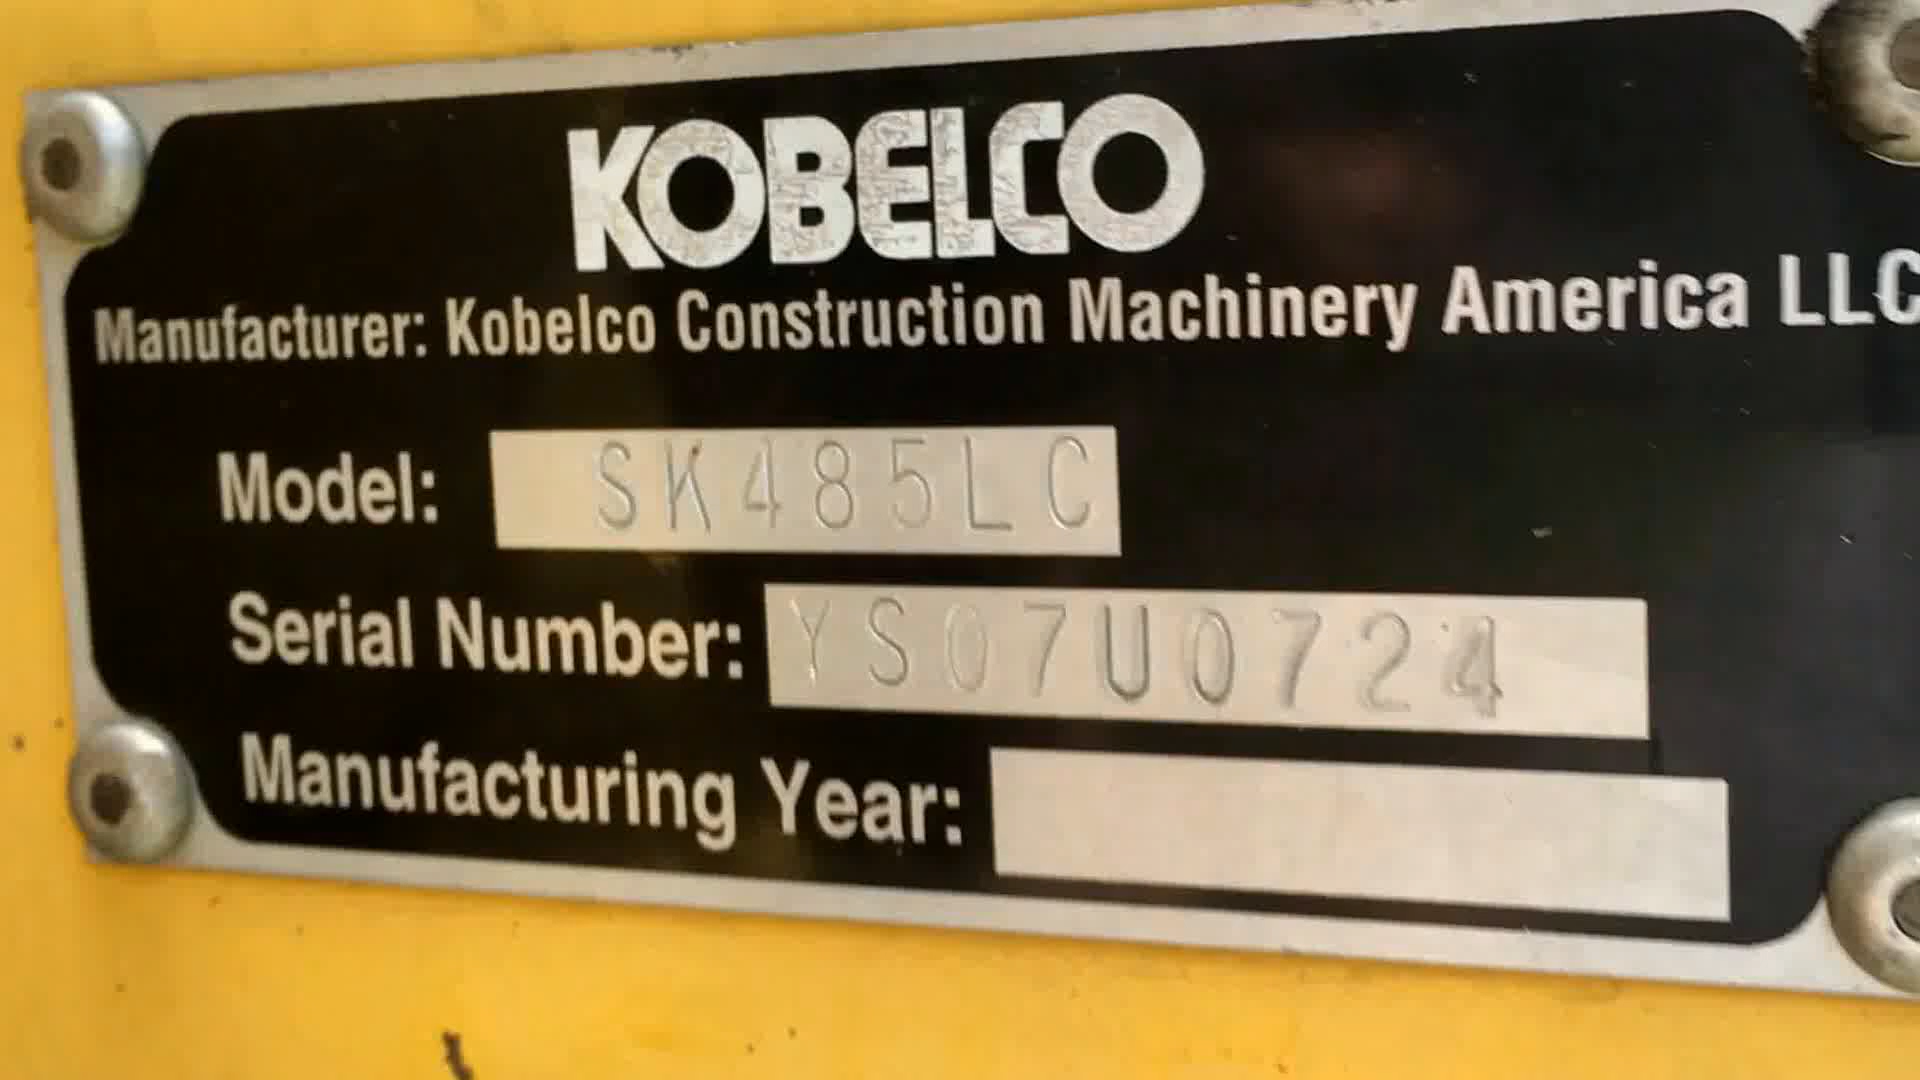 KOBELCO
Manufacturer: Kobelco Construction Machinery America LLC
Model: SK485LC
Serial Number: YS07U0724
Manufacturing Year: